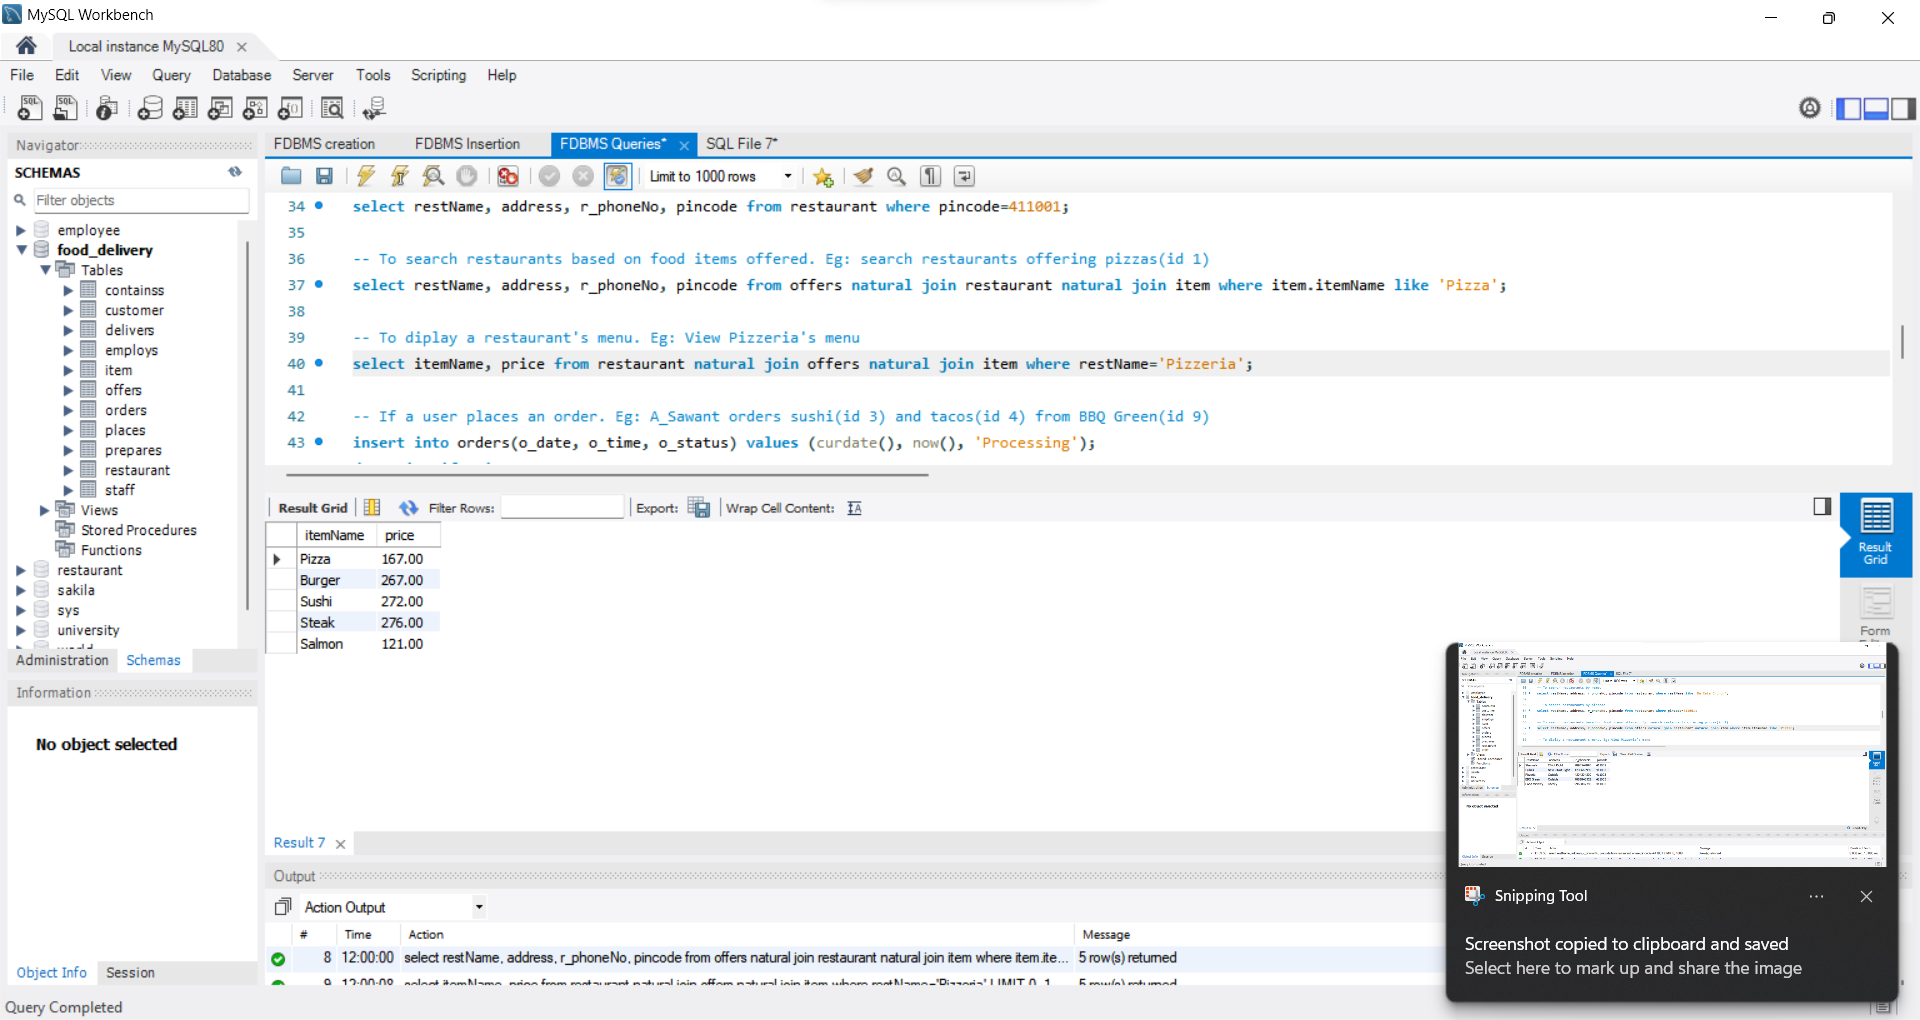 MySQL Workbench
Local instance MySQL80
File Edit View Query Database Server Tools Scripting Help
Navigator
SCHEMAS
Filter objects
employee
food_delivery
Tables
containss
customer
delivers
employs
item
offers
orders
places
prepares
restaurant
staff
Views
Stored Procedures
Functions
restaurant
sakila
sys
university
Administration Schemas
Information
No object selected
Object Info Session
FDBMS creation FDBMS Insertion FDBMS Queries* SQL File 7*
Limit to 1000 rows
34 select restName, address, r_phoneNo, pincode from restaurant where pincode=411001;
35
36 -- To search restaurants based on food items offered. Eg: search restaurants offering pizzas(id 1)
37 select restName, address, r_phoneNo, pincode from offers natural join restaurant natural join item where item.itemName like 'Pizza';
38
39 -- To diplay a restaurant's menu. Eg: View Pizzeria's menu
40 select itemName, price from restaurant natural join offers natural join item where restName='Pizzeria';
41
42 -- If a user places an order. Eg: A_Sawant orders sushi(id 3) and tacos(id 4) from BBQ Green(id 9)
43 insert into orders(o_date, o_time, o_status) values (curdate(), now(), 'Processing');
Result Grid Filter Rows: Export: Wrap Cell Content:
itemName price
Pizza 167.00
Burger 267.00
Sushi 272.00
Steak 276.00
Salmon 121.00
Result Grid
Form
Result 7
Output
Action Output
# Time Action Message
8 12:00:00 select restName, address, r_phoneNo, pincode from offers natural join restaurant natural join item where item.ite... 5 row(s) returned
9 12:00:08 select itemName, price from restaurant natural join offers natural join item where restName='Pizzeria' LIMIT 0, 1... 5 row(s) returned
Snipping Tool
Screenshot copied to clipboard and saved
Select here to mark up and share the image
Query Completed